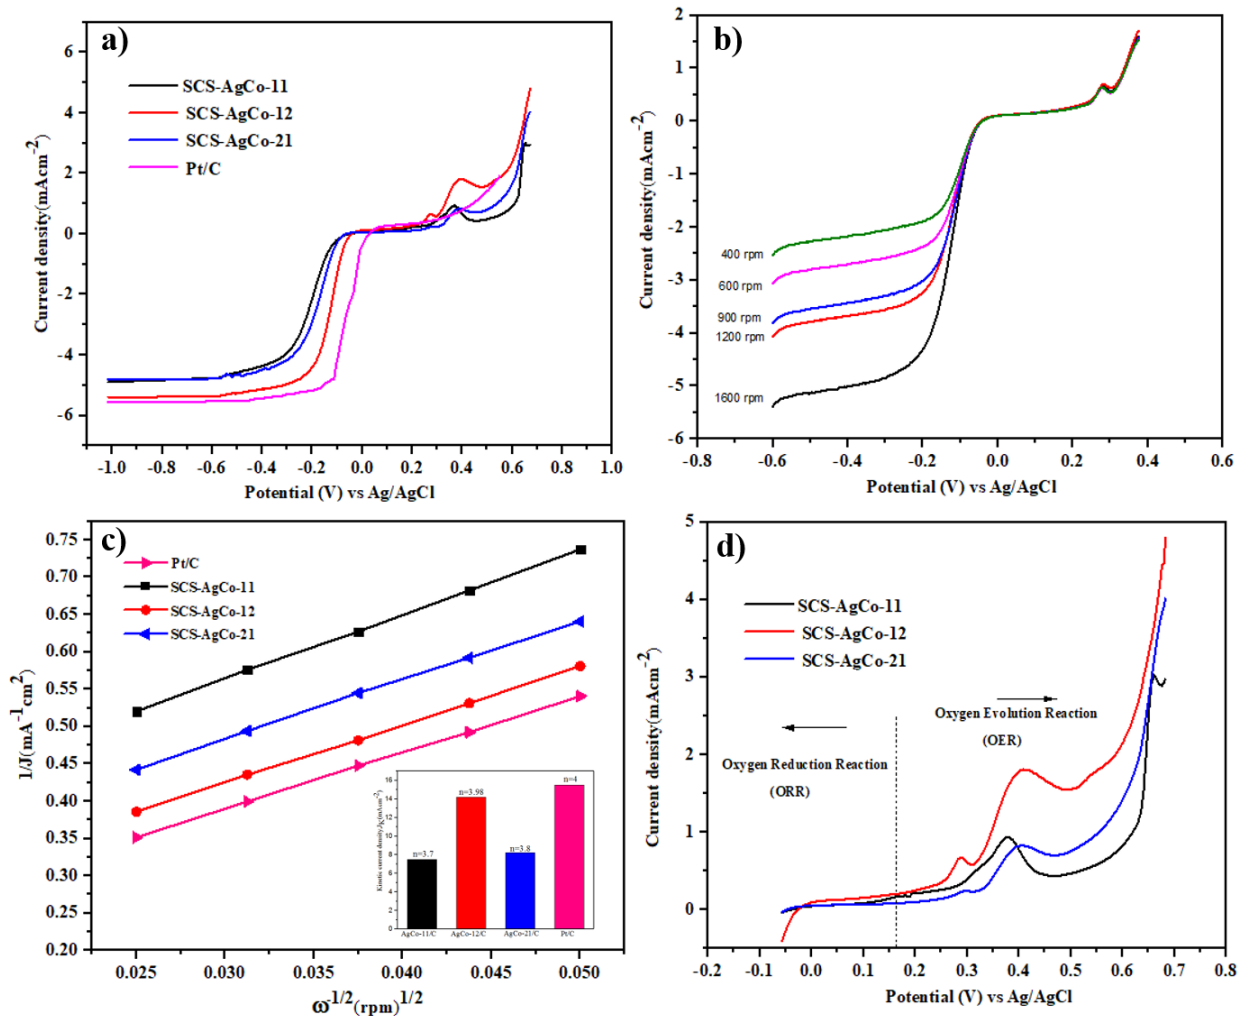 a)
SCS-AgCo-11
SCS-AgCo-12
SCS-AgCo-21
Pt/C
6
4
2
0
-2
-4
-6
-1.0 -0.8 -0.6 -0.4 -0.2 0.0 0.2 0.4 0.6 0.8 1.0
Current density(mAcm-2)
Potential (V) vs Ag/AgCl
b)
2
1
0
-1
-2
-3
-4
-5
-6
400 rpm
600 rpm
900 rpm
1200 rpm
1600 rpm
-0.8 -0.6 -0.4 -0.2 0.0 0.2 0.4 0.6
Current density(mAcm-2)
Potential (V) vs Ag/AgCl
c)
Pt/C
SCS-AgCo-11
SCS-AgCo-12
SCS-AgCo-21
0.75
0.70
0.65
0.60
0.55
0.50
0.45
0.40
0.35
0.30
0.25
0.20
0.025 0.030 0.035 0.040 0.045 0.050
1/J(mA-1cm2)
ω-1/2(rpm)1/2
16
14
12
10
8
6
4
2
0
n=3.7
n=3.98
n=3.8
n=4
AgCo-11/C AgCo-12/C AgCo-21/C Pt/C
d)
5
4
3
2
1
0
SCS-AgCo-11
SCS-AgCo-12
SCS-AgCo-21
Oxygen Evolution Reaction
(OER)
Oxygen Reduction Reaction
(ORR)
-0.2 -0.1 0.0 0.1 0.2 0.3 0.4 0.5 0.6 0.7 0.8
Current density(mAcm-2)
Potential (V) vs Ag/AgCl